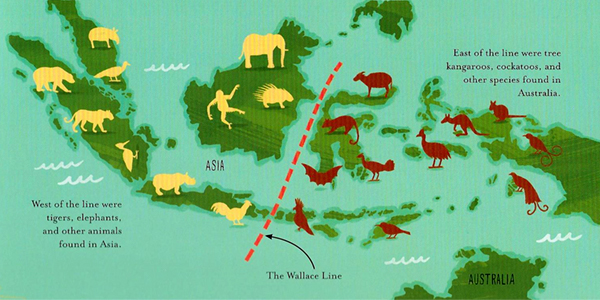 East of the line were tree
kangaroos, cockatoos, and
other species found in
Australia.
ASIA
West of the line were
tigers, elephants,
and other animals
found in Asia.
The Wallace Line
AUSTRALIA